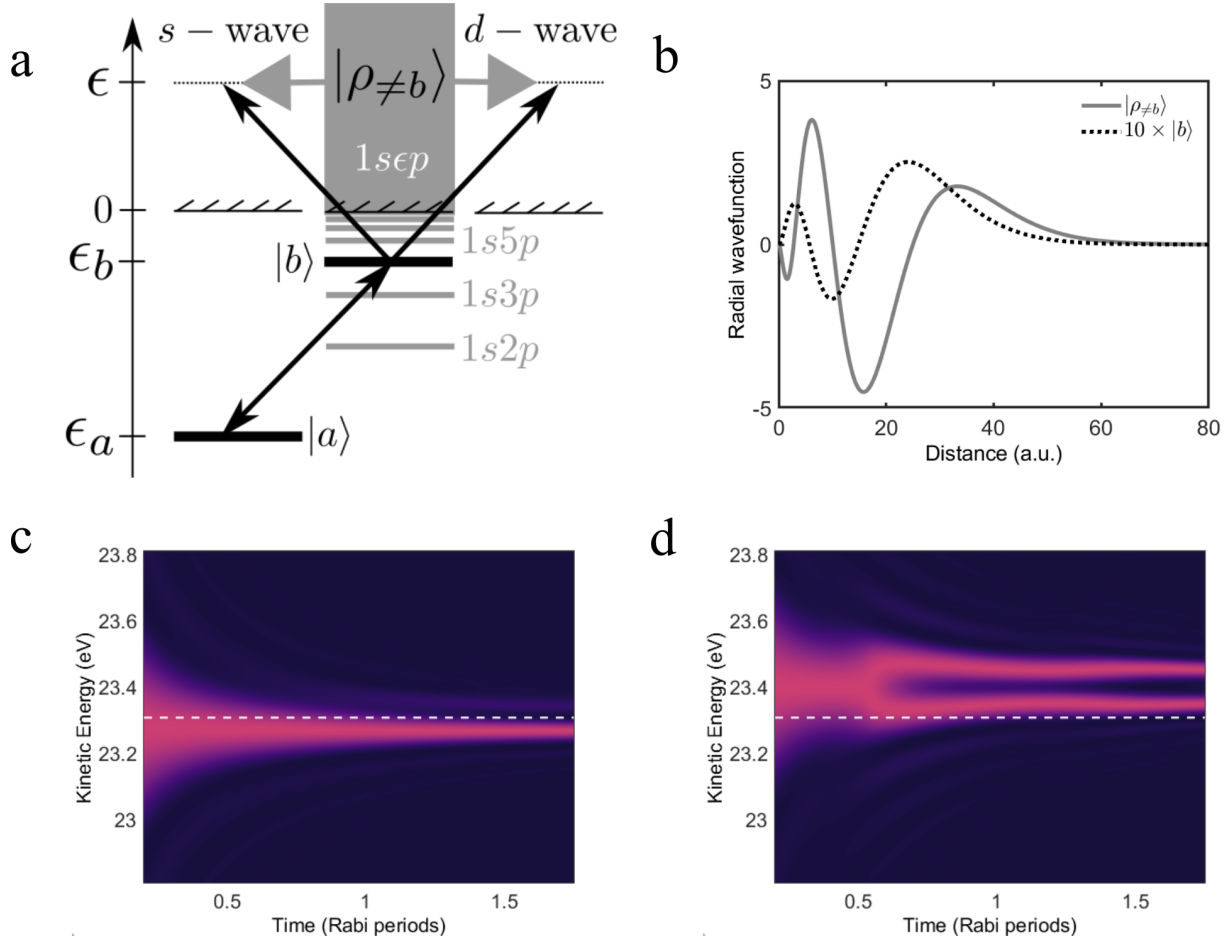 a
s − wave
d − wave
ϵ
|ρ≠b⟩
1sϵp
0
ϵb
|b⟩
1s5p
1s3p
1s2p
ϵa
|a⟩
b
5
0
-5
Radial wavefunction
|ρ≠b⟩
10 × |b⟩
0 20 40 60 80
Distance (a.u.)
c
23.8
23.6
23.4
23.2
23
Kinetic Energy (eV)
0.5 1 1.5
Time (Rabi periods)
d
23.8
23.6
23.4
23.2
23
Kinetic Energy (eV)
0.5 1 1.5
Time (Rabi periods)